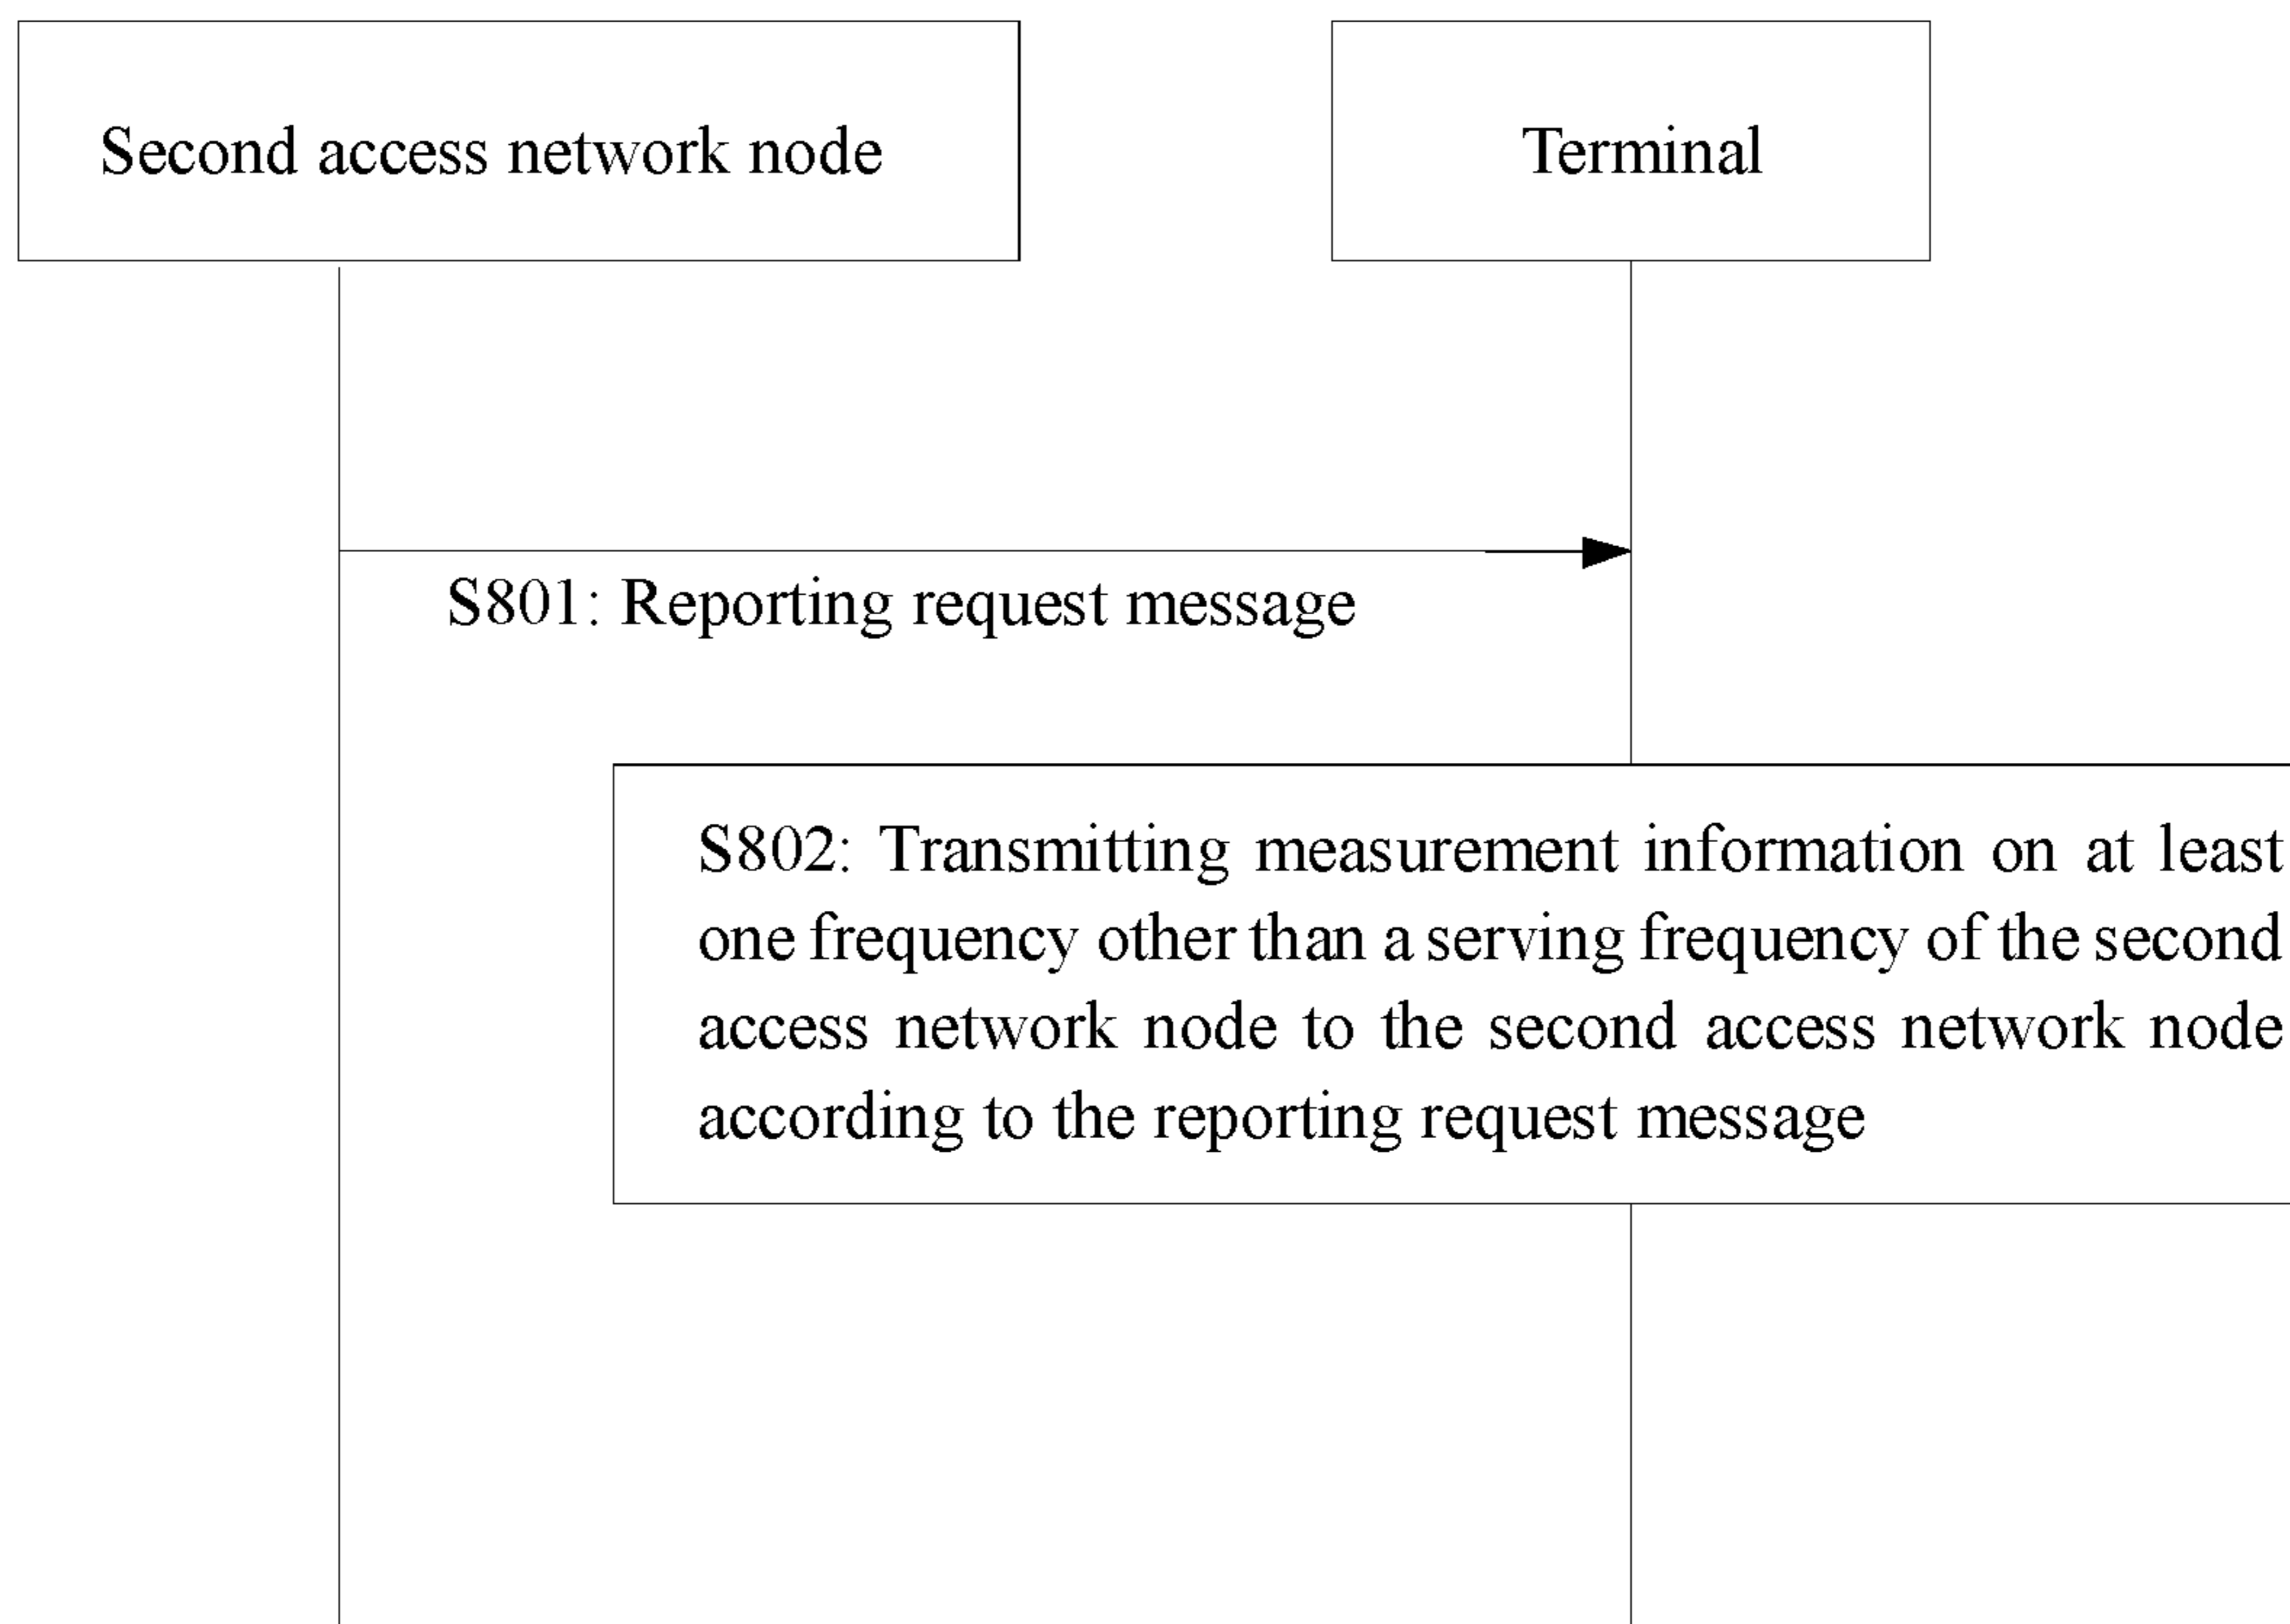 Second access network node
Terminal
S801: Reporting request message
S802: Transmitting measurement information on at least
one frequency other than a serving frequency of the second
access network node to the second access network node
according to the reporting request message